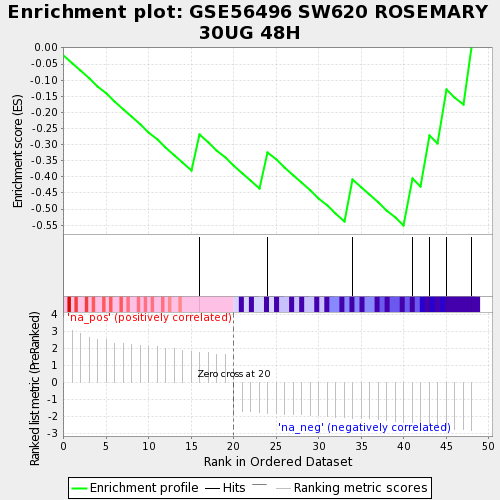 Enrichment plot: GSE56496 SW620 ROSEMARY
30UG 48H
Enrichment score (ES)
0.00
-0.05
-0.10
-0.15
-0.20
-0.25
-0.30
-0.35
-0.40
-0.45
-0.50
-0.55
Ranked list metric (PreRanked)
4
3
2
1
0
-1
-2
-3
'na_pos' (positively correlated)
Zero cross at 20
'na_neg' (negatively correlated)
0 5 10 15 20 25 30 35 40 45 50
Rank in Ordered Dataset
Enrichment profile Hits Ranking metric scores